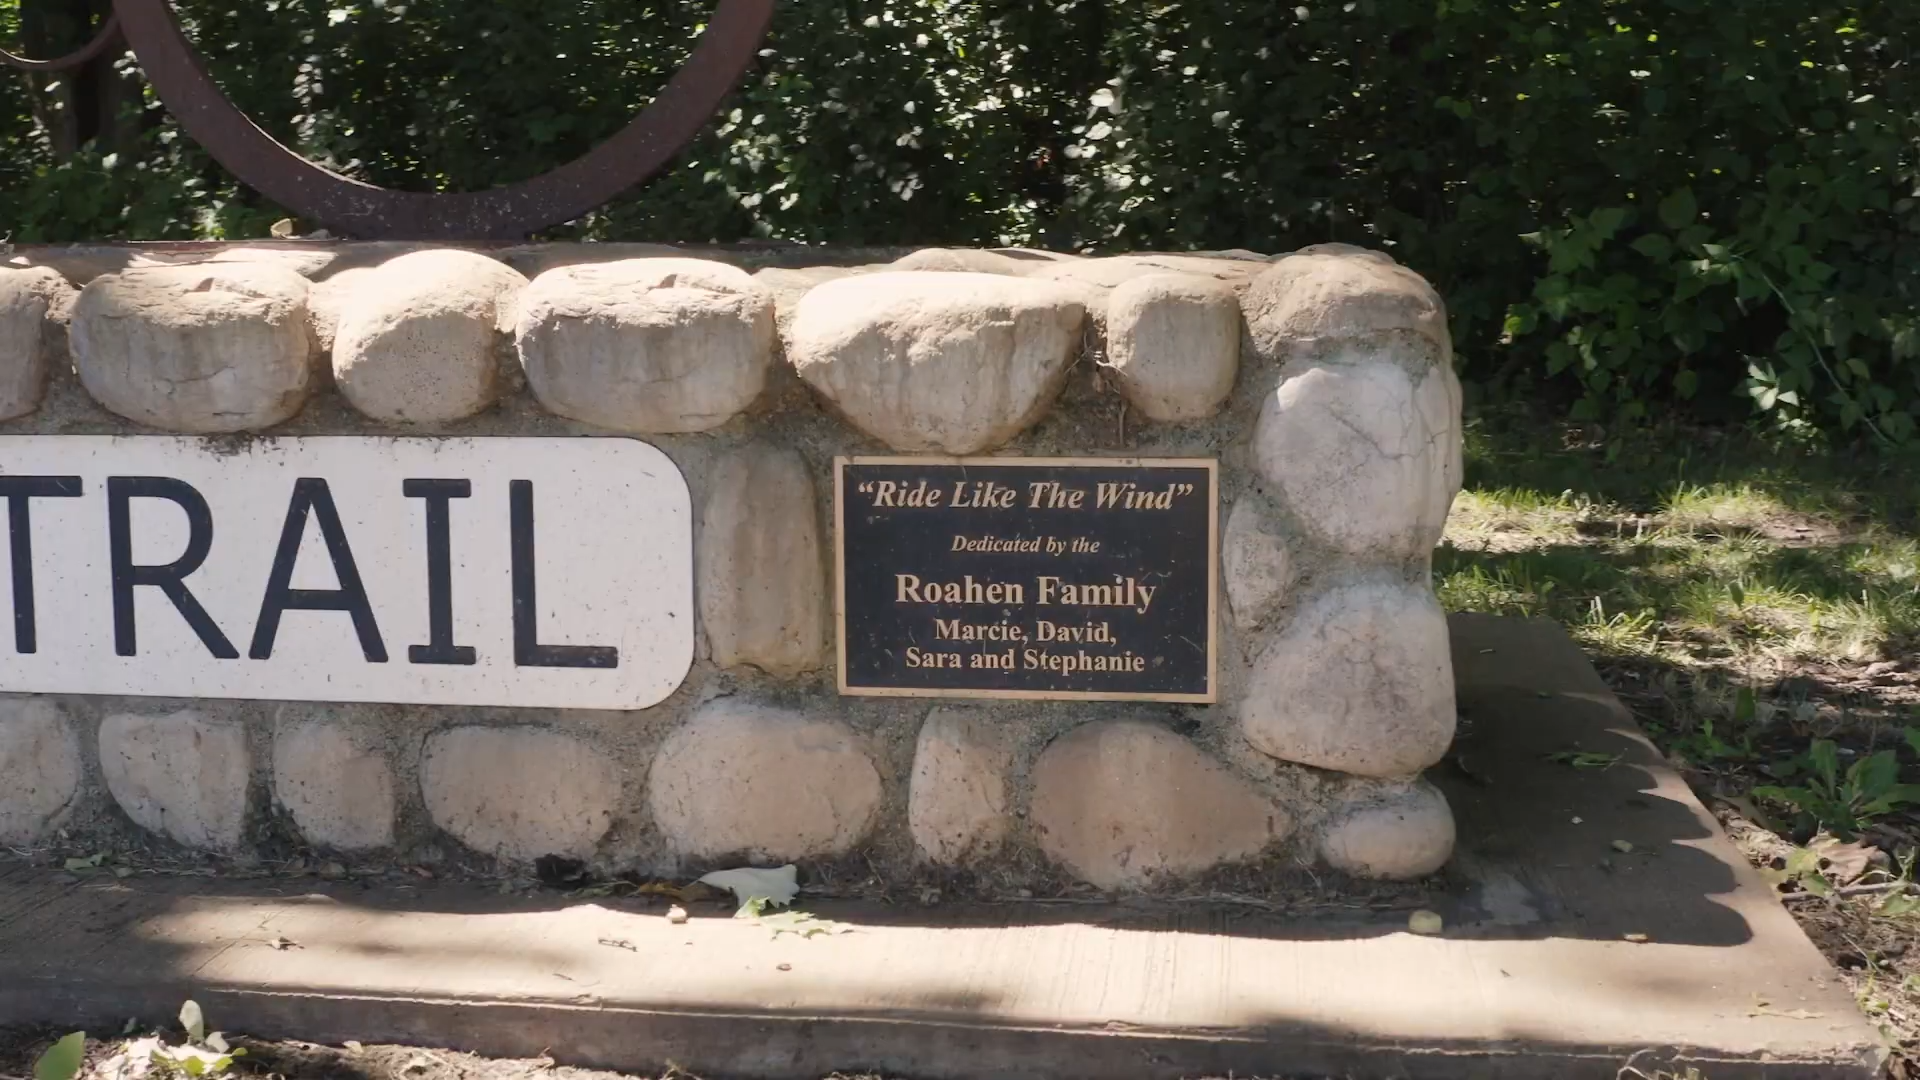 TRAIL
“Ride Like The Wind”
Dedicated by the
Roahen Family
Marcie, David,
Sara and Stephanie